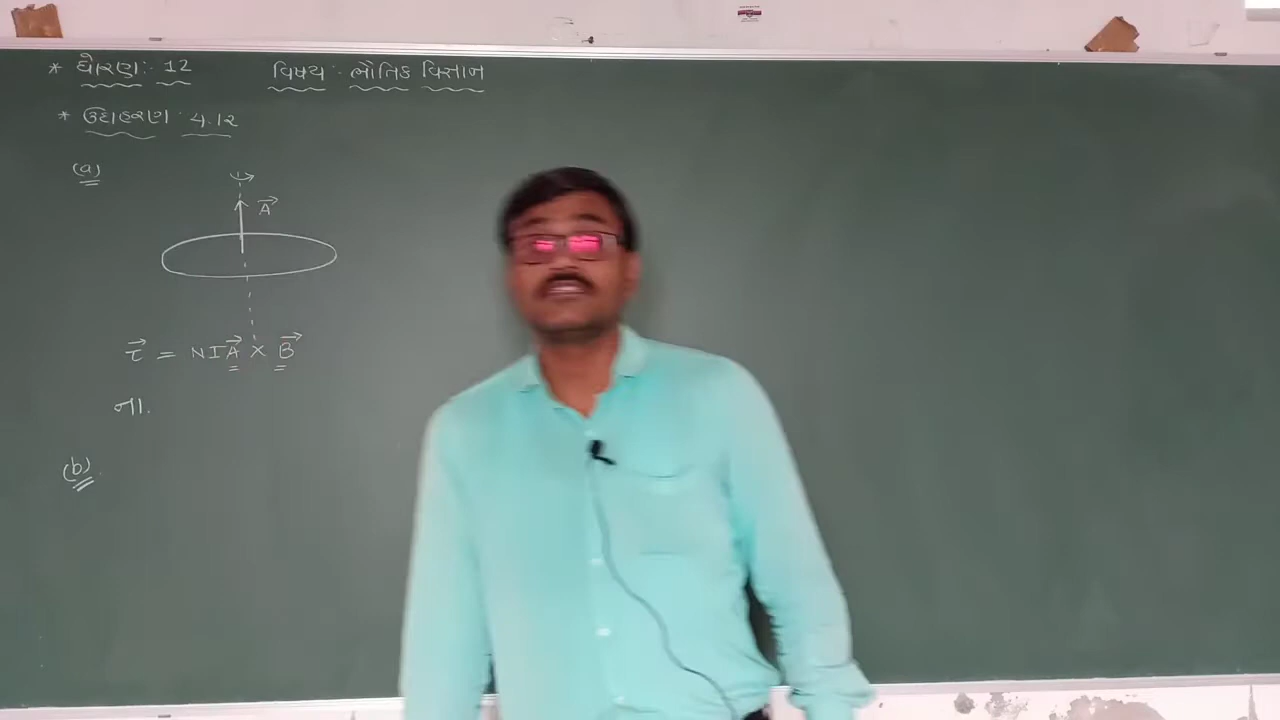 * ધોરણ :- 12 વિષય :- ભૌતિક વિજ્ઞાન
* ઉદાહરણ : 4.12
(a)
A⃗
τ⃗ = NIA⃗ × B⃗
ના.
(b)